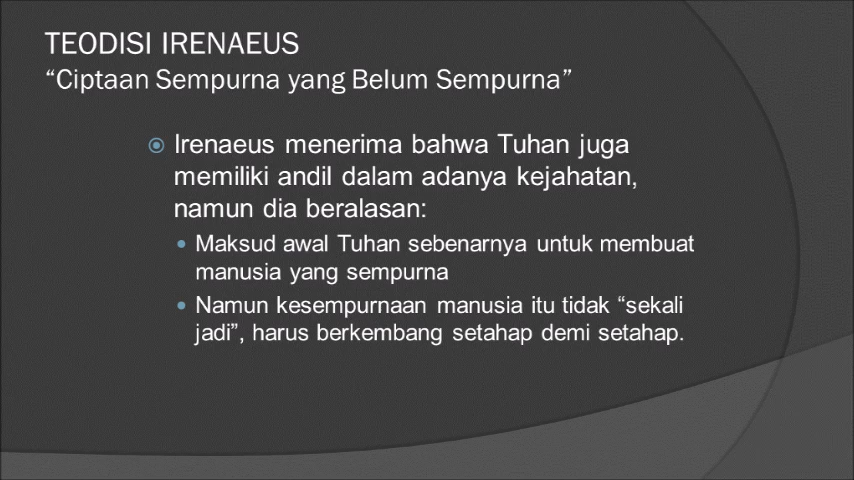 TEODISI IRENAEUS
“Ciptaan Sempurna yang Belum Sempurna”
Irenaeus menerima bahwa Tuhan juga
memiliki andil dalam adanya kejahatan,
namun dia beralasan:
Maksud awal Tuhan sebenarnya untuk membuat
manusia yang sempurna
Namun kesempurnaan manusia itu tidak “sekali
jadi”, harus berkembang setahap demi setahap.